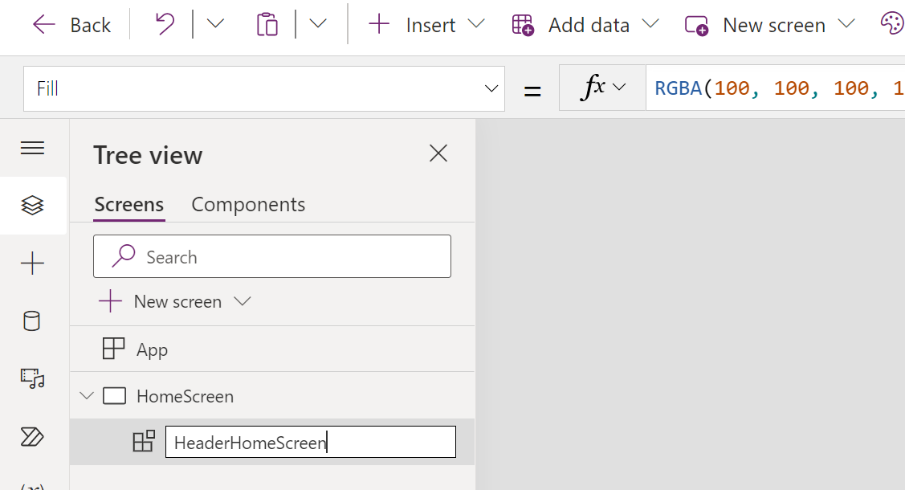 Back Insert Add data New screen
Fill = fx RGBA(100, 100, 100, 1
Tree view
Screens Components
Search
New screen
App
HomeScreen
HeaderHomeScreen